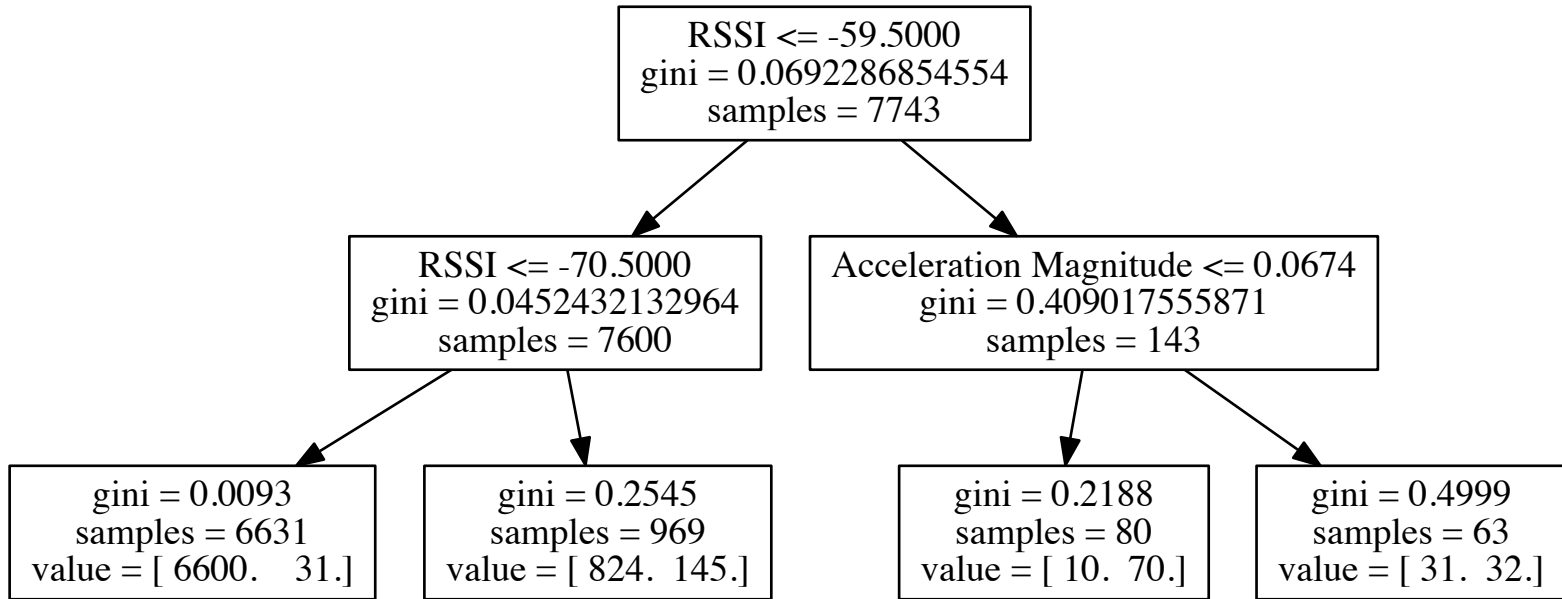 RSSI <= -59.5000
gini = 0.0692286854554
samples = 7743
RSSI <= -70.5000
gini = 0.0452432132964
samples = 7600
Acceleration Magnitude <= 0.0674
gini = 0.409017555871
samples = 143
gini = 0.0093
samples = 6631
value = [ 6600.    31.]
gini = 0.2545
samples = 969
value = [ 824.  145.]
gini = 0.2188
samples = 80
value = [ 10.  70.]
gini = 0.4999
samples = 63
value = [ 31.  32.]